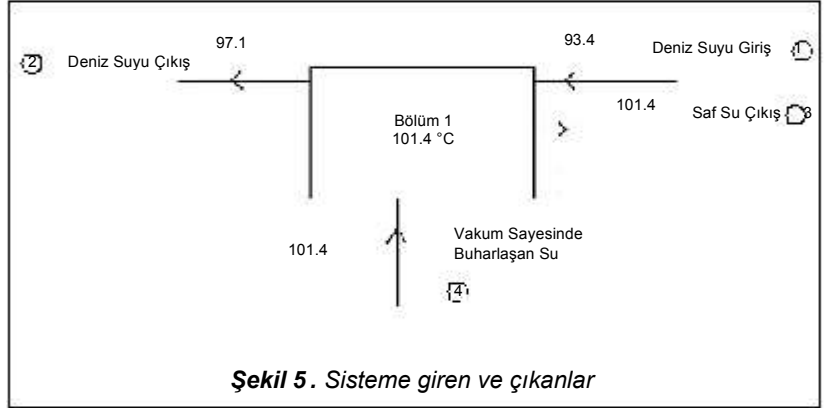 97.1
93.4
2 Deniz Suyu Çıkış
Deniz Suyu Giriş 1
101.4
Saf Su Çıkış 3
Bölüm 1
101.4 °C
101.4
Vakum Sayesinde
Buharlaşan Su
4
Şekil 5. Sisteme giren ve çıkanlar